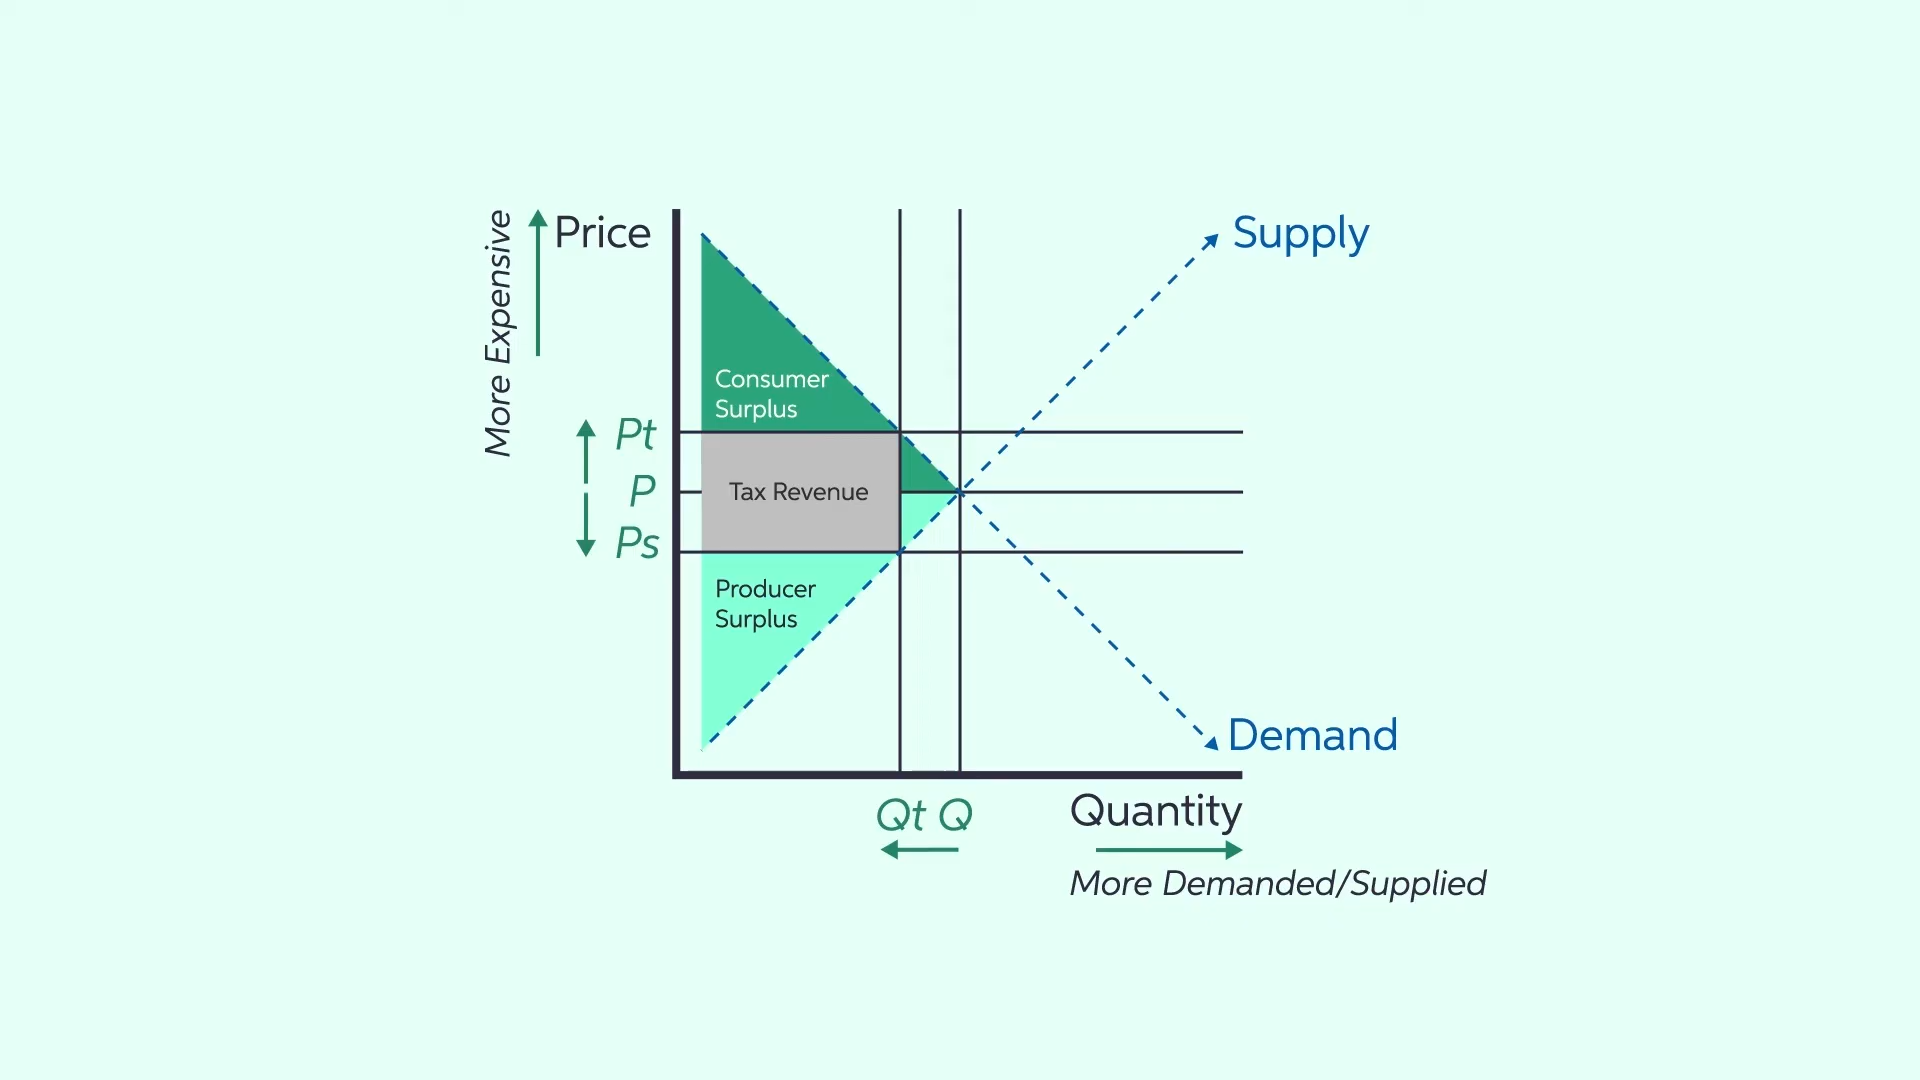 More Expensive
Price
Supply
Consumer
Surplus
Pt
Tax Revenue
P
Ps
Producer
Surplus
Demand
Qt Q
Quantity
More Demanded/Supplied